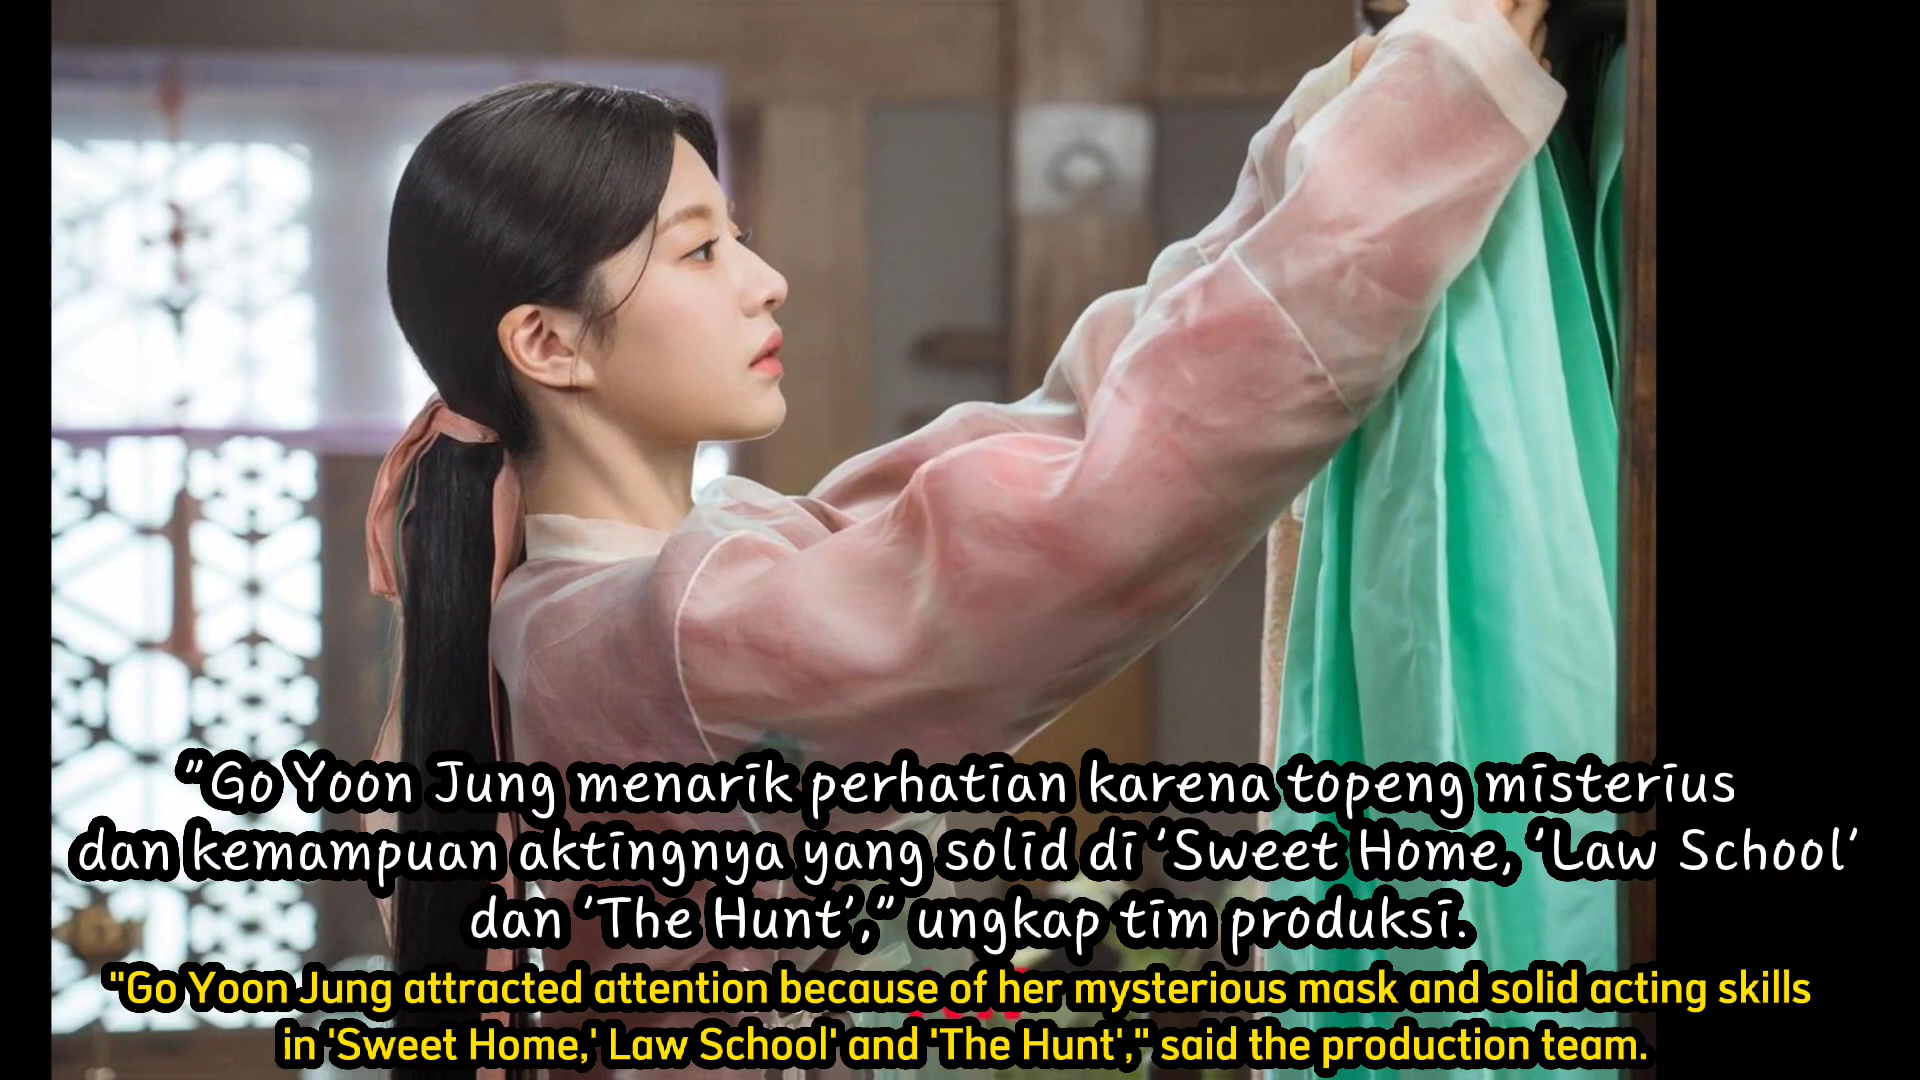 "Go Yoon Jung menarik perhatian karena topeng misterius
dan kemampuan aktingnya yang solid di 'Sweet Home, 'Law School'
dan 'The Hunt'," ungkap tim produksi.
"Go Yoon Jung attracted attention because of her mysterious mask and solid acting skills
in 'Sweet Home,' Law School' and 'The Hunt'," said the production team.